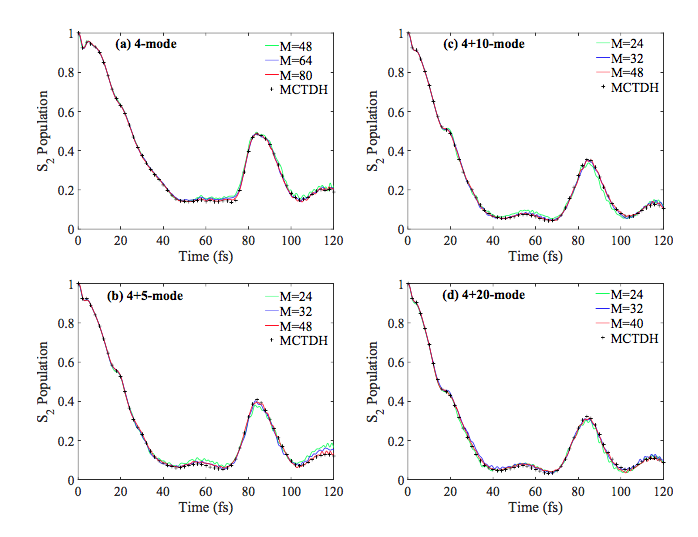 (a) 4-mode
M=48
M=64
M=80
MCTDH
S2 Population
1
0.8
0.6
0.4
0.2
0
0 20 40 60 80 100 120
Time (fs)
(c) 4+10-mode
M=24
M=32
M=48
MCTDH
S2 Population
1
0.8
0.6
0.4
0.2
0
0 20 40 60 80 100 120
Time (fs)
(b) 4+5-mode
M=24
M=32
M=48
MCTDH
S2 Population
1
0.8
0.6
0.4
0.2
0
0 20 40 60 80 100 120
Time (fs)
(d) 4+20-mode
M=24
M=32
M=40
MCTDH
S2 Population
1
0.8
0.6
0.4
0.2
0
0 20 40 60 80 100 120
Time (fs)